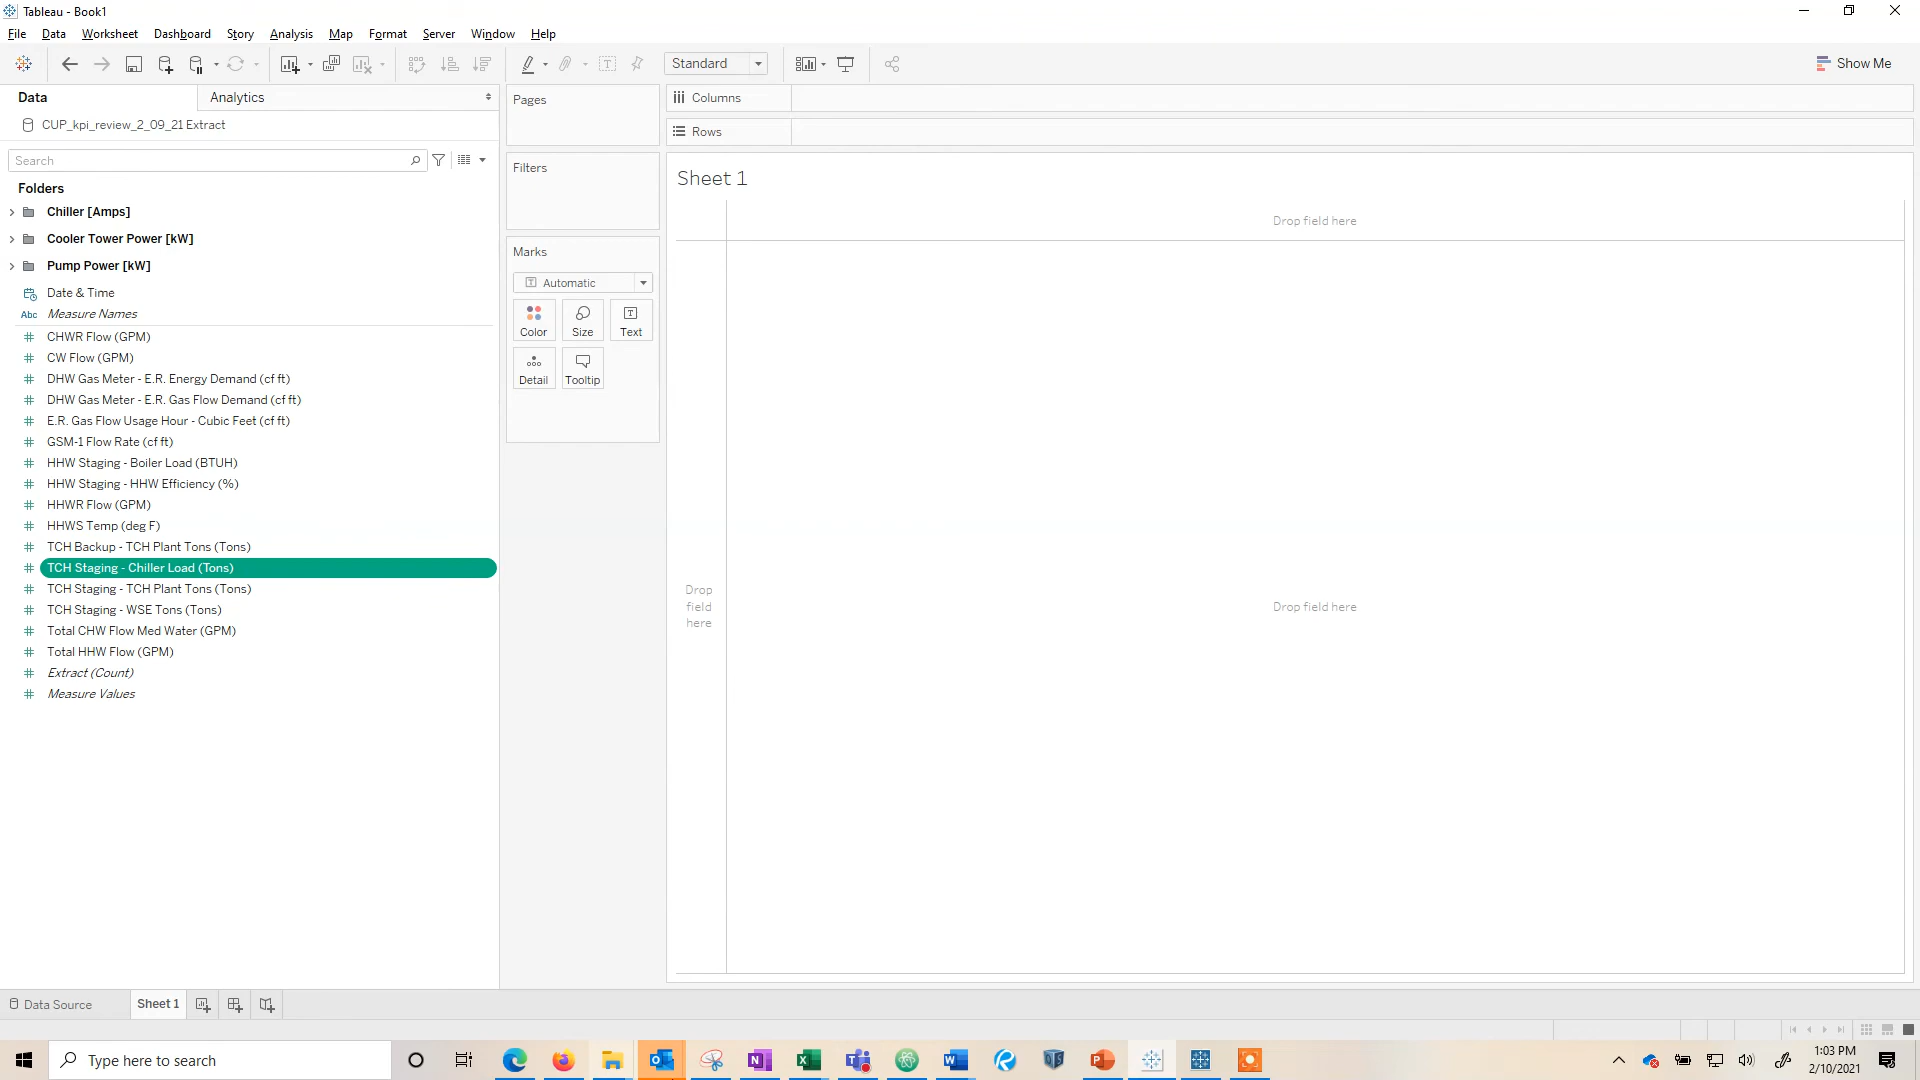 Tableau - Book1
File Data Worksheet Dashboard Story Analysis Map Format Server Window Help
Standard
Show Me
Data
Analytics
CUP_kpi_review_2_09_21 Extract
Search
Folders
Chiller [Amps]
Cooler Tower Power [kW]
Pump Power [kW]
Date & Time
Abc Measure Names
CHWR Flow (GPM)
CW Flow (GPM)
DHW Gas Meter - E.R. Energy Demand (cf ft)
DHW Gas Meter - E.R. Gas Flow Demand (cf ft)
E.R. Gas Flow Usage Hour - Cubic Feet (cf ft)
GSM-1 Flow Rate (cf ft)
HHW Staging - Boiler Load (BTUH)
HHW Staging - HHW Efficiency (%)
HHWR Flow (GPM)
HHWS Temp (deg F)
TCH Backup - TCH Plant Tons (Tons)
TCH Staging - Chiller Load (Tons)
TCH Staging - TCH Plant Tons (Tons)
TCH Staging - WSE Tons (Tons)
Total CHW Flow Med Water (GPM)
Total HHW Flow (GPM)
Extract (Count)
Measure Values
Pages
Filters
Marks
Automatic
Color
Size
Text
Detail
Tooltip
Columns
Rows
Sheet 1
Drop field here
Drop
field
here
Drop field here
Data Source
Sheet 1
Type here to search
1:03 PM
2/10/2021